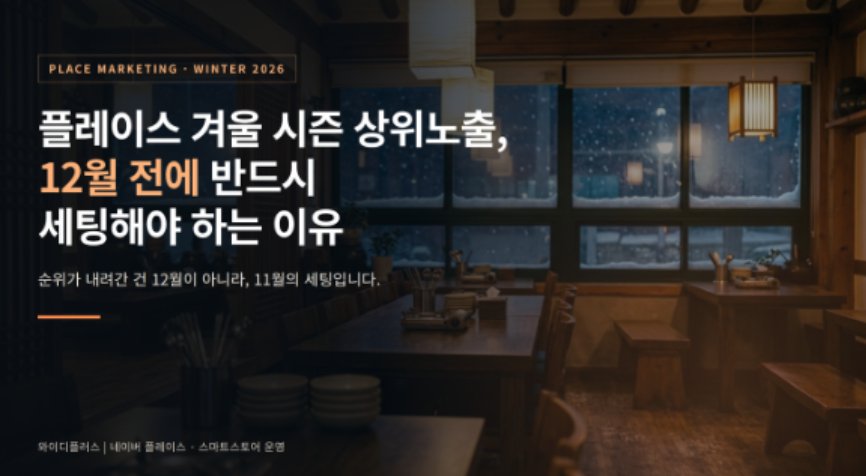 PLACE MARKETING · WINTER 2026
플레이스 겨울 시즌 상위노출,
12월 전에 반드시
세팅해야 하는 이유
순위가 내려간 건 12월이 아니라, 11월의 세팅입니다.
와이디플러스 | 네이버 플레이스 · 스마트스토어 운영